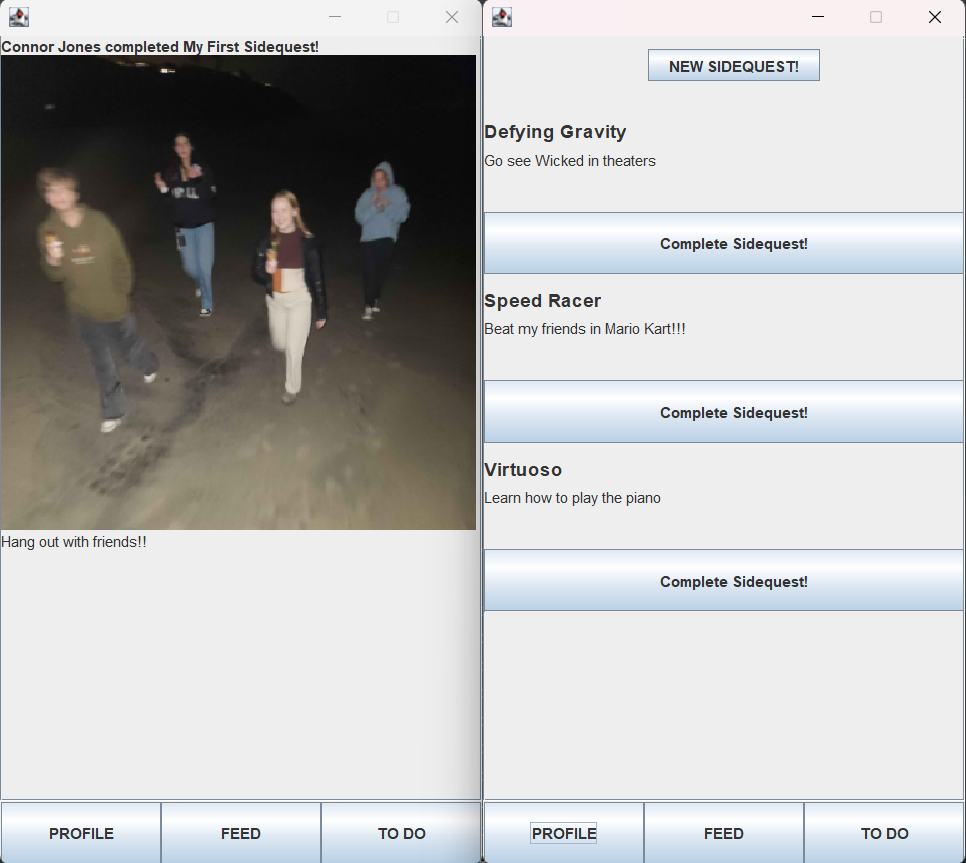 Connor Jones completed My First Sidequest!
Hang out with friends!!
PROFILE
FEED
TO DO
NEW SIDEQUEST!
Defying Gravity
Go see Wicked in theaters
Complete Sidequest!
Speed Racer
Beat my friends in Mario Kart!!!
Complete Sidequest!
Virtuoso
Learn how to play the piano
Complete Sidequest!
PROFILE
FEED
TO DO